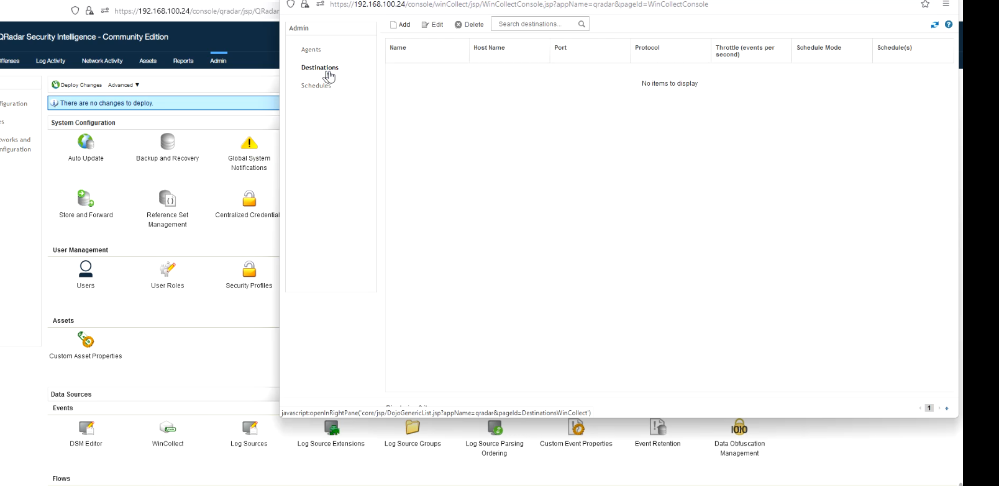 https://192.168.100.24/console/qradar/jsp/QRadar
QRadar Security Intelligence - Community Edition
ffenses Log Activity Network Activity Assets Reports Admin
figuration
es
tworks and
nfiguration
Deploy Changes Advanced ▼
There are no changes to deploy.
System Configuration
Auto Update
Backup and Recovery
Global System
Notifications
Store and Forward
Reference Set
Management
Centralized Credential
User Management
Users
User Roles
Security Profiles
Assets
Custom Asset Properties
Data Sources
Events
DSM Editor
WinCollect
Log Sources
Log Source Extensions
Log Source Groups
Log Source Parsing
Ordering
Custom Event Properties
Event Retention
Data Obfuscation
Management
Flows
https://192.168.100.24/console/winCollect/jsp/WinCollectConsole.jsp?appName=qradar&pageId=WinCollectConsole
Admin
Agents
Destinations
Schedules
Add Edit Delete Search destinations...
Name
Host Name
Port
Protocol
Throttle (events per
second)
Schedule Mode
Schedule(s)
No items to display
1
javascript:openInRightPane('core/jsp/DojoGenericList.jsp?appName=qradar&pageId=DestinationsWinCollect')